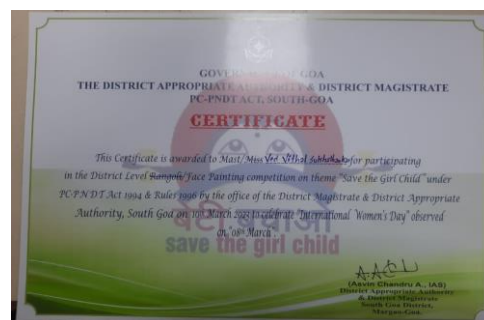 GOVERNMENT OF GOA
THE DISTRICT APPROPRIATE AUTHORITY & DISTRICT MAGISTRATE
PC-PNDT ACT, SOUTH-GOA
CERTIFICATE
This Certificate is awarded to Mast/Miss for participating
in the District Level Rangoli/Face Painting competition on theme "Save the Girl Child" under
PC-PNDT Act 1994 & Rules 1996 by the office of the District Magistrate & District Appropriate
Authority, South Goa on March 2023 to celebrate "International Women's Day" observed
on "08th March".
save the girl child
(Asvin Chandru A., IAS)
District Appropriate Authority
& District Magistrate
South Goa District,
Margao-Goa.